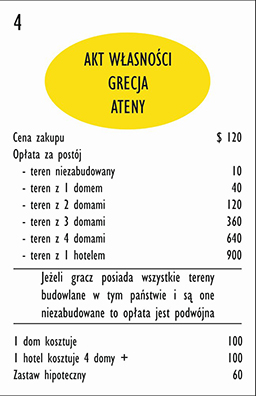 4
AKT WŁASNOŚCI
GRECJA
ATENY
Cena zakupu $ 120
Opłata za postój
- teren niezabudowany 10
- teren z 1 domem 40
- teren z 2 domami 120
- teren z 3 domami 360
- teren z 4 domami 640
- teren z 1 hotelem 900
Jeżeli gracz posiada wszystkie tereny
budowlane w tym państwie i są one
niezabudowane to opłata jest podwójna
1 dom kosztuje 100
1 hotel kosztuje 4 domy + 100
Zastaw hipoteczny 60